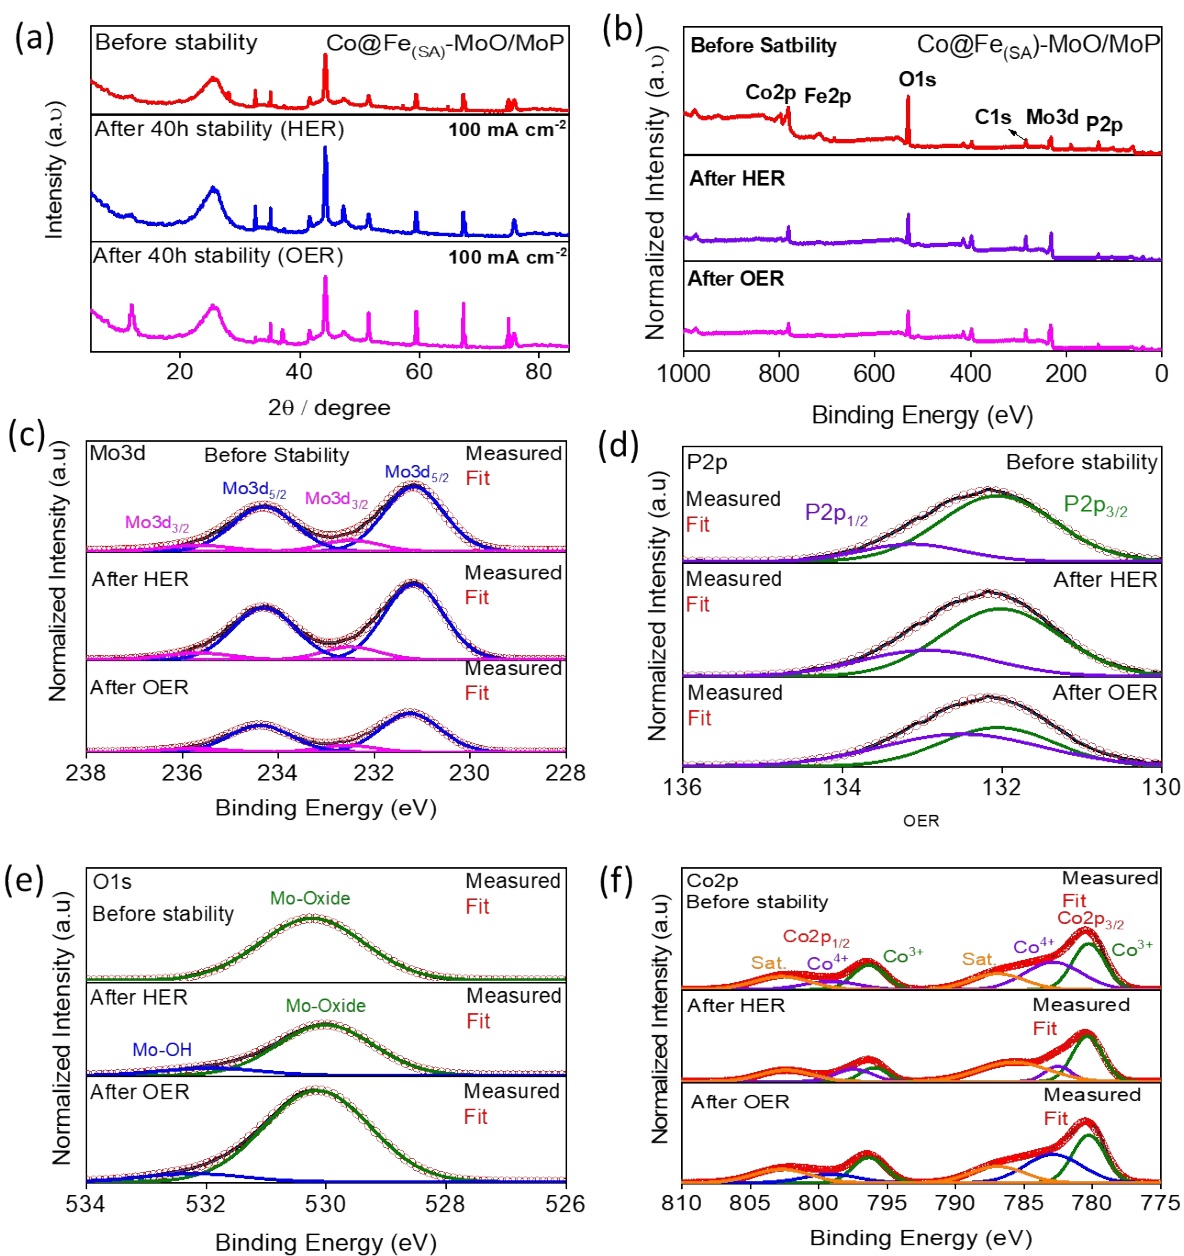 (a)
Before stability
Co@Fe(SA)-MoO/MoP
After 40h stability (HER)
100 mA cm-2
After 40h stability (OER)
100 mA cm-2
Intensity (a.υ)
20 40 60 80
2θ / degree
(b)
Before Satbility
Co@Fe(SA)-MoO/MoP
Co2p
Fe2p
O1s
C1s
Mo3d
P2p
After HER
After OER
Normalized Intensity (a.υ)
1000 800 600 400 200 0
Binding Energy (eV)
(c)
Mo3d
Before Stability
Measured
Fit
Mo3d3/2
Mo3d5/2
Mo3d3/2
Mo3d5/2
After HER
Measured
Fit
After OER
Measured
Fit
Normalized Intensity (a.u)
238 236 234 231 230 228
Binding Energy (eV)
(d)
P2p
Before stability
Measured
Fit
P2p1/2
P2p3/2
Measured
Fit
After HER
Measured
Fit
After OER
Normalized Intensity (a.u)
136 134 132 130
OER
(e)
O1s
Before stability
Mo-Oxide
Measured
Fit
After HER
Mo-Oxide
Mo-OH
Measured
Fit
After OER
Measured
Fit
Normalized Intensity (a.u)
534 531 530 528 526
Binding Energy (eV)
(f)
Co2p
Before stability
Measured
Fit
Co2p1/2
Co2p3/2
Sat.
Co4+
Co3+
Sat.
Co4+
Co3+
After HER
Measured
Fit
After OER
Measured
Fit
Normalized Intensity (a.u)
810 805 800 790 785 780 775
Binding Energy (eV)